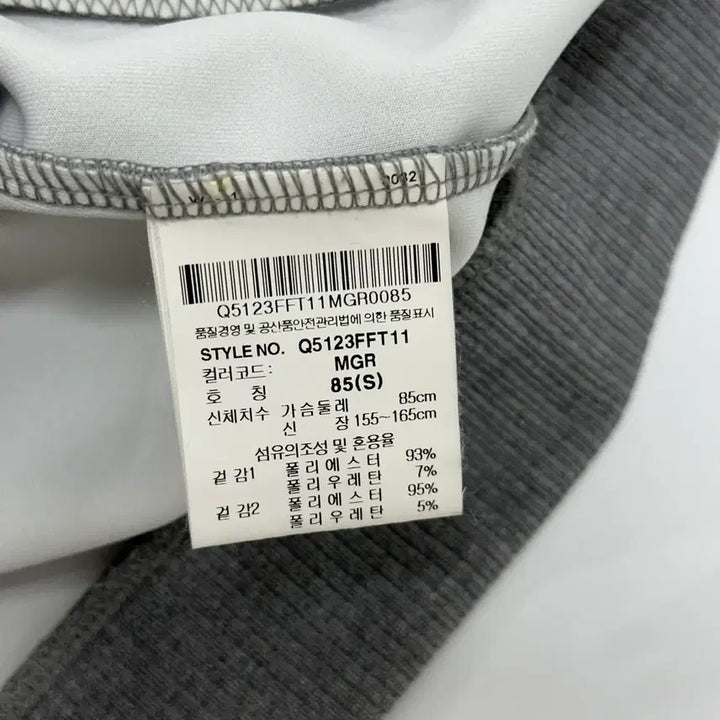 0032
Q5123FFT11MGR0085
품질경영 및 공산품안전관리법에 의한 품질표시
STYLE NO. Q5123FFT11
컬러코드: MGR
호 칭 85(S)
신체치수 가슴둘레 85cm
신 장 155~165cm
섬유의조성 및 혼용율
겉 감1 폴리에스터 93%
폴리우레탄 7%
겉 감2 폴리에스터 95%
폴리우레탄 5%